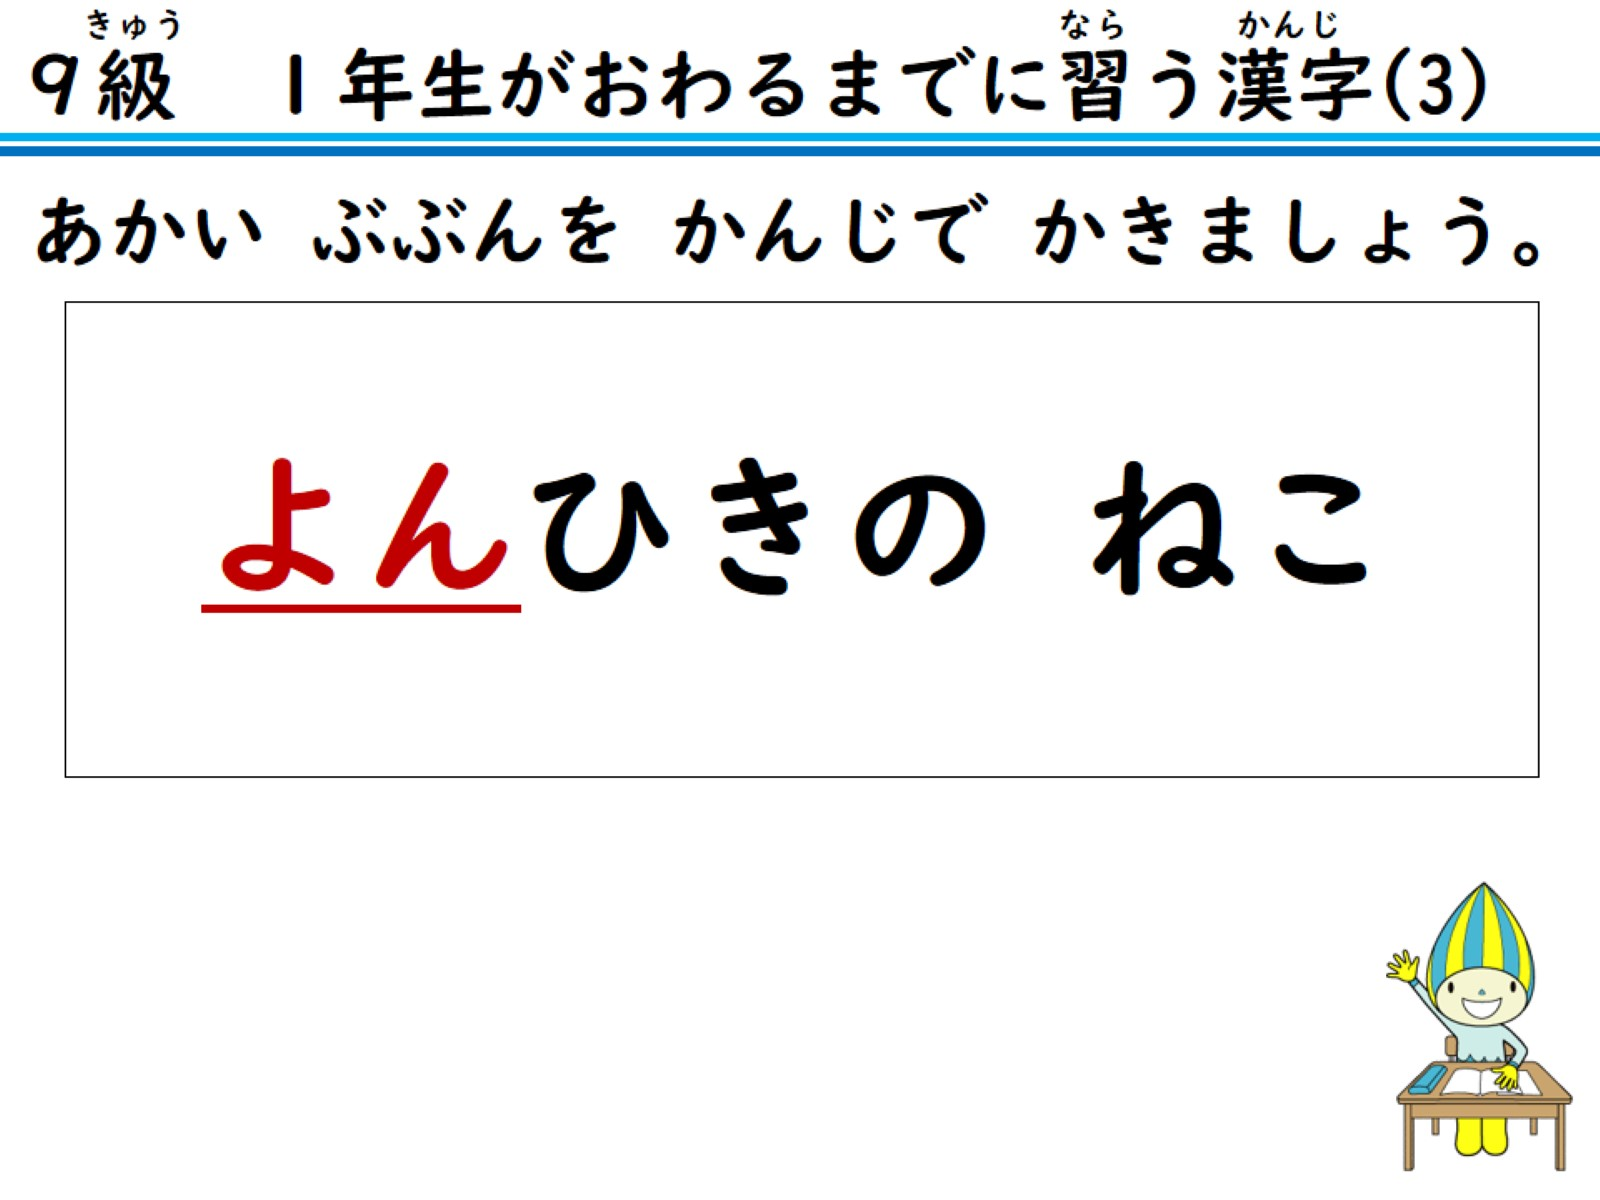 きゅう なら かんじ
9級 1年生がおわるまでに習う漢字(3)
あかい ぶぶんを かんじで かきましょう。
よんひきの ねこ